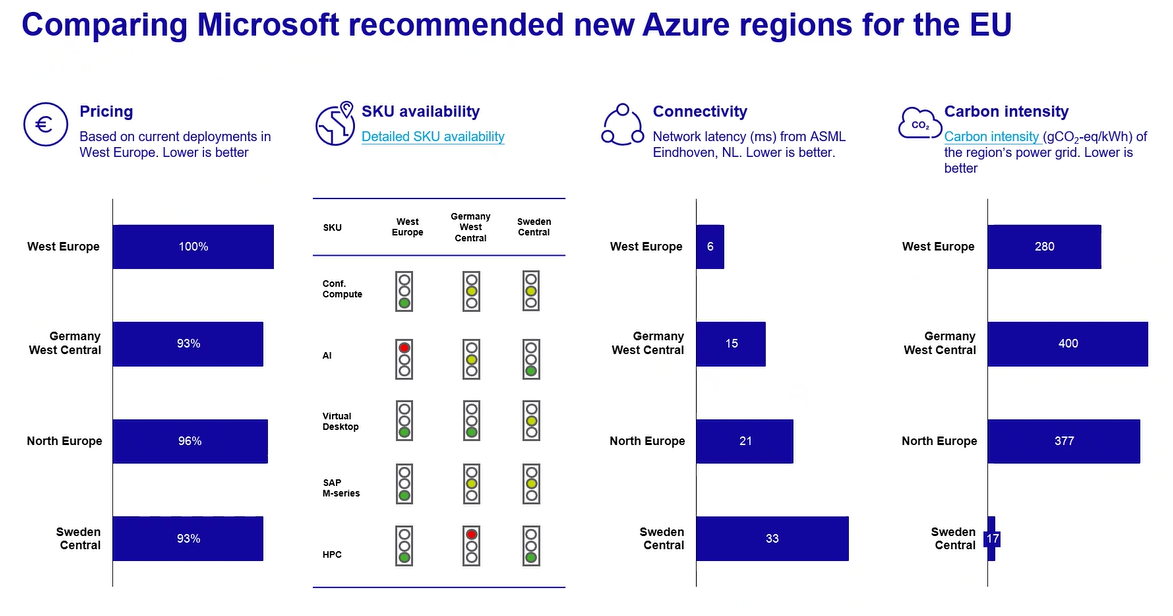 Comparing Microsoft recommended new Azure regions for the EU
€
Pricing
Based on current deployments in
West Europe. Lower is better
West Europe
100%
Germany
West Central
93%
North Europe
96%
Sweden
Central
93%
SKU availability
Detailed SKU availability
SKU
West
Europe
Germany
West
Central
Sweden
Central
Conf.
Compute
AI
Virtual
Desktop
SAP
M-series
HPC
Connectivity
Network latency (ms) from ASML
Eindhoven, NL. Lower is better.
West Europe
6
Germany
West Central
15
North Europe
21
Sweden
Central
33
CO₂
Carbon intensity
Carbon intensity (gCO₂-eq/kWh) of
the region's power grid. Lower is
better
West Europe
280
Germany
West Central
400
North Europe
377
Sweden
Central
17